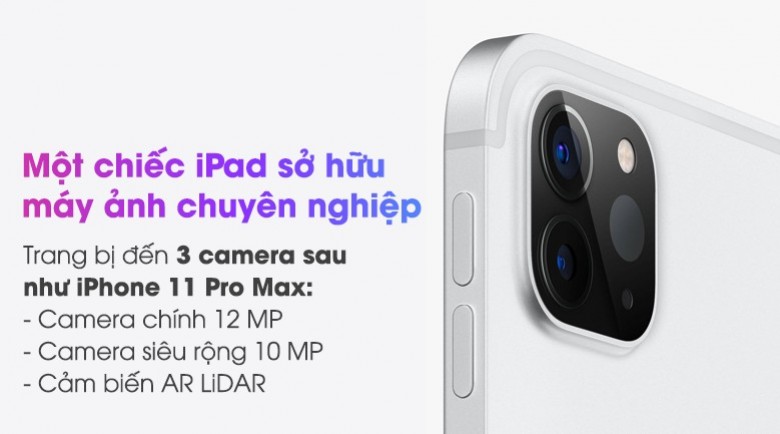 Một chiếc iPad sở hữu
máy ảnh chuyên nghiệp
Trang bị đến 3 camera sau
như iPhone 11 Pro Max:
- Camera chính 12 MP
- Camera siêu rộng 10 MP
- Cảm biến AR LiDAR